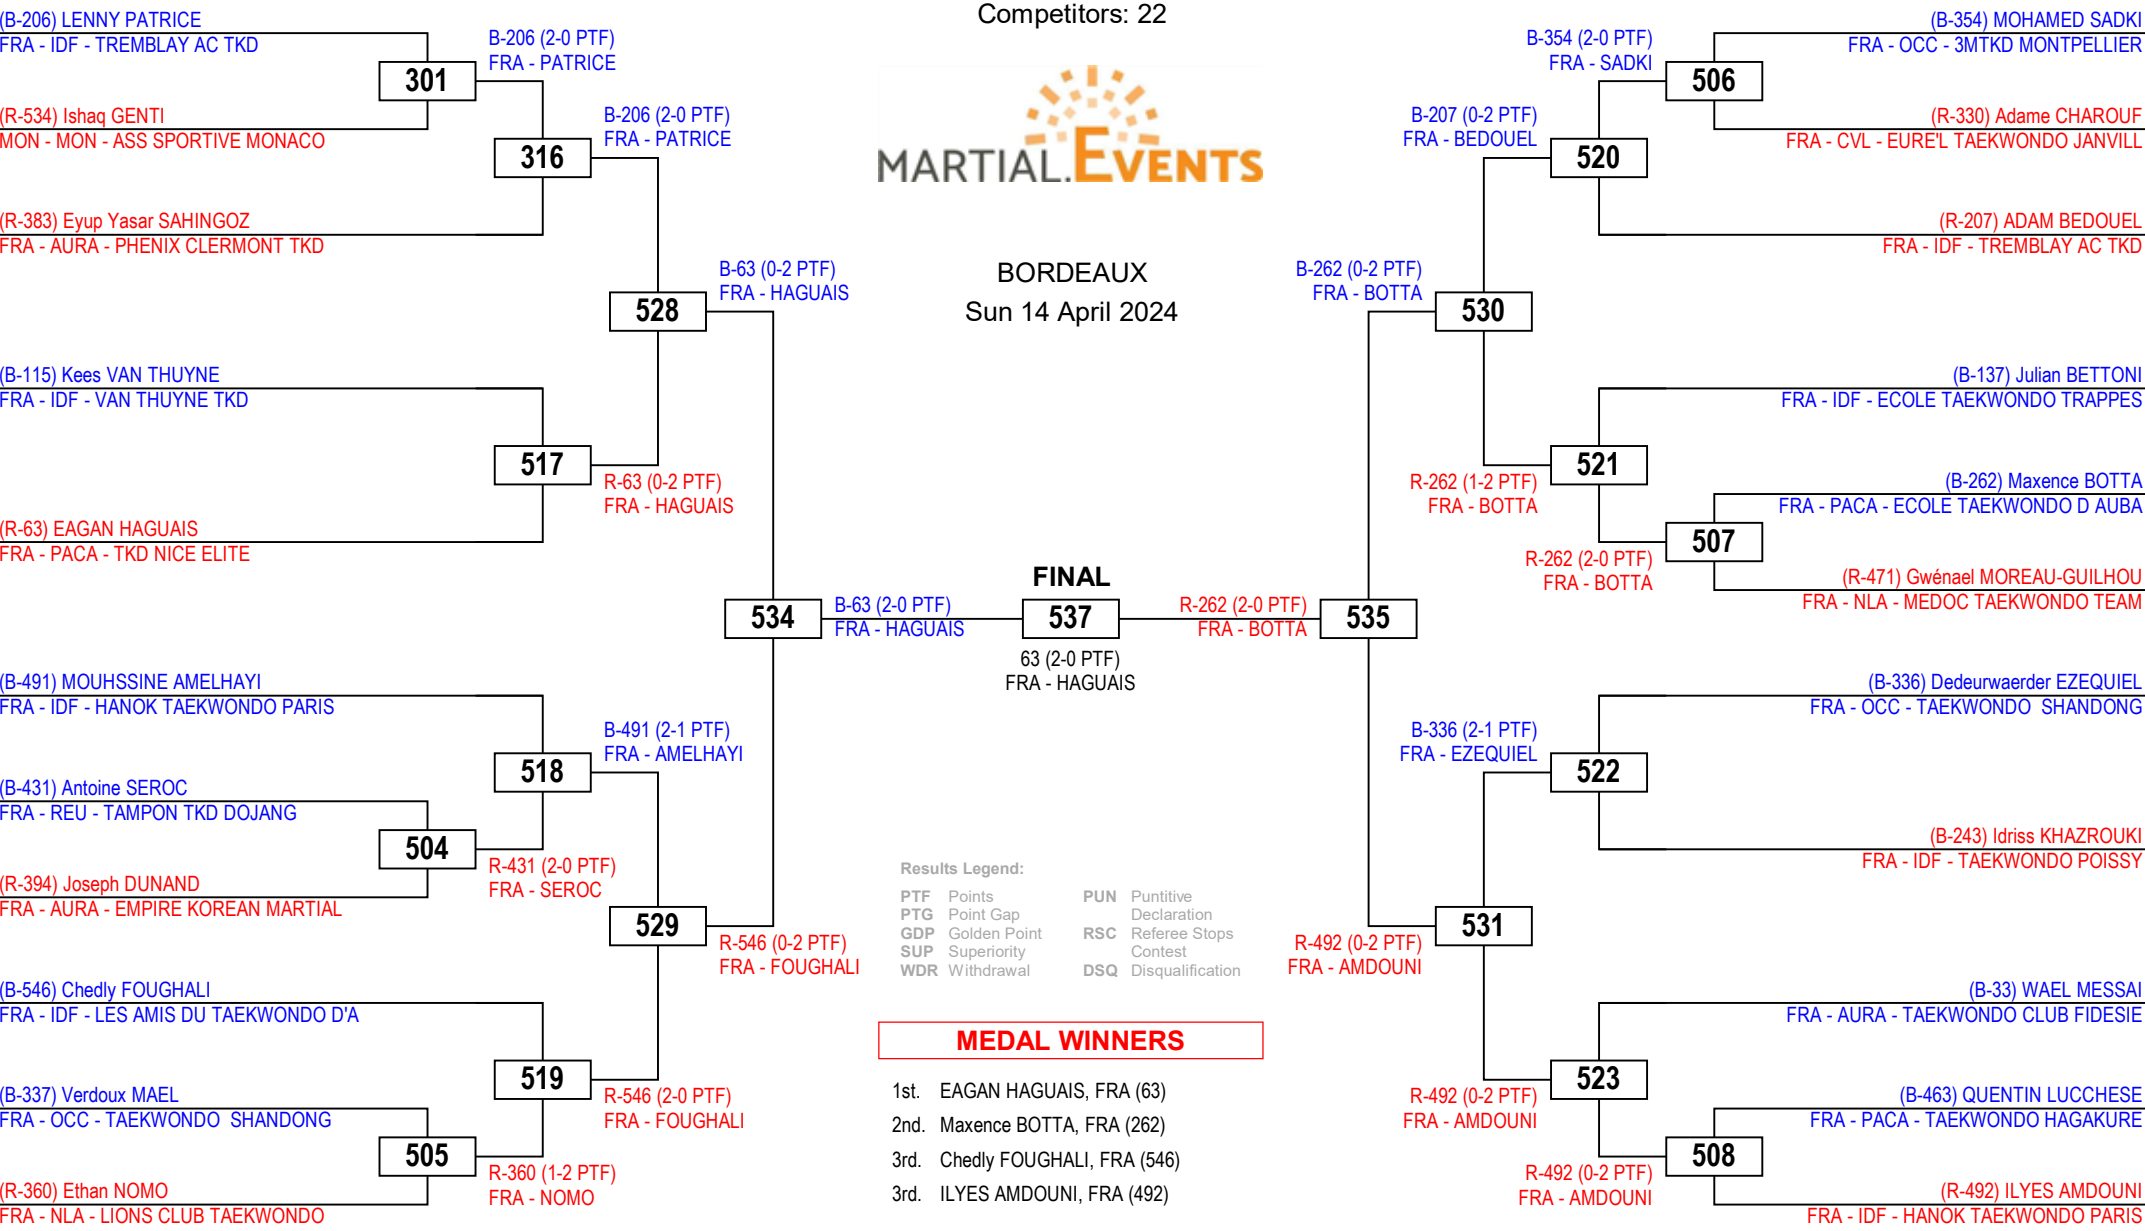 Competitors: 22
MARTIAL.EVENTS
BORDEAUX
Sun 14 April 2024
(B-206) LENNY PATRICE
FRA - IDF - TREMBLAY AC TKD
301
B-206 (2-0 PTF)
FRA - PATRICE
(R-534) Ishaq GENTI
MON - MON - ASS SPORTIVE MONACO
316
B-206 (2-0 PTF)
FRA - PATRICE
(R-383) Eyup Yasar SAHINGOZ
FRA - AURA - PHENIX CLERMONT TKD
528
B-63 (0-2 PTF)
FRA - HAGUAIS
(B-115) Kees VAN THUYNE
FRA - IDF - VAN THUYNE TKD
517
R-63 (0-2 PTF)
FRA - HAGUAIS
(R-63) EAGAN HAGUAIS
FRA - PACA - TKD NICE ELITE
534
B-63 (2-0 PTF)
FRA - HAGUAIS
(B-491) MOUHSSINE AMELHAYI
FRA - IDF - HANOK TAEKWONDO PARIS
518
B-491 (2-1 PTF)
FRA - AMELHAYI
(B-431) Antoine SEROC
FRA - REU - TAMPON TKD DOJANG
504
R-431 (2-0 PTF)
FRA - SEROC
(R-394) Joseph DUNAND
FRA - AURA - EMPIRE KOREAN MARTIAL
529
R-546 (0-2 PTF)
FRA - FOUGHALI
(B-546) Chedly FOUGHALI
FRA - IDF - LES AMIS DU TAEKWONDO D'A
519
R-546 (2-0 PTF)
FRA - FOUGHALI
(B-337) Verdoux MAEL
FRA - OCC - TAEKWONDO  SHANDONG
505
R-360 (1-2 PTF)
FRA - NOMO
(R-360) Ethan NOMO
FRA - NLA - LIONS CLUB TAEKWONDO
FINAL
537
63 (2-0 PTF)
FRA - HAGUAIS
(B-354) MOHAMED SADKI
FRA - OCC - 3MTKD MONTPELLIER
B-354 (2-0 PTF)
FRA - SADKI
506
(R-330) Adame CHAROUF
FRA - CVL - EURE'L TAEKWONDO JANVILL
B-207 (0-2 PTF)
FRA - BEDOUEL
520
(R-207) ADAM BEDOUEL
FRA - IDF - TREMBLAY AC TKD
B-262 (0-2 PTF)
FRA - BOTTA
530
(B-137) Julian BETTONI
FRA - IDF - ECOLE TAEKWONDO TRAPPES
521
R-262 (1-2 PTF)
FRA - BOTTA
(B-262) Maxence BOTTA
FRA - PACA - ECOLE TAEKWONDO D AUBA
507
R-262 (2-0 PTF)
FRA - BOTTA
(R-471) Gwénael MOREAU-GUILHOU
FRA - NLA - MEDOC TAEKWONDO TEAM
R-262 (2-0 PTF)
FRA - BOTTA
535
(B-336) Dedeurwaerder EZEQUIEL
FRA - OCC - TAEKWONDO  SHANDONG
B-336 (2-1 PTF)
FRA - EZEQUIEL
522
(B-243) Idriss KHAZROUKI
FRA - IDF - TAEKWONDO POISSY
531
R-492 (0-2 PTF)
FRA - AMDOUNI
(B-33) WAEL MESSAI
FRA - AURA - TAEKWONDO CLUB FIDESIE
523
R-492 (0-2 PTF)
FRA - AMDOUNI
(B-463) QUENTIN LUCCHESE
FRA - PACA - TAEKWONDO HAGAKURE
508
R-492 (0-2 PTF)
FRA - AMDOUNI
(R-492) ILYES AMDOUNI
FRA - IDF - HANOK TAEKWONDO PARIS
Results Legend:
PTF Points
PTG Point Gap
GDP Golden Point
SUP Superiority
WDR Withdrawal
PUN Puntitive
Declaration
RSC Referee Stops
Contest
DSQ Disqualification
MEDAL WINNERS
1st. EAGAN HAGUAIS, FRA (63)
2nd. Maxence BOTTA, FRA (262)
3rd. Chedly FOUGHALI, FRA (546)
3rd. ILYES AMDOUNI, FRA (492)